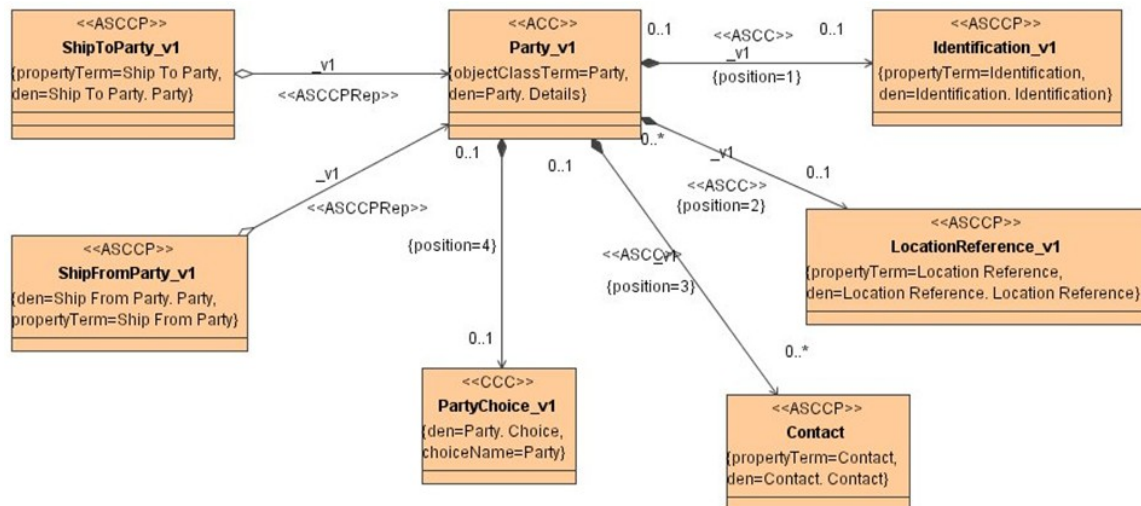 <<ASCCP>>
ShipToParty_v1
{propertyTerm=Ship To Party,
den=Ship To Party. Party}
_v1
<<ASCCPRep>>
<<ACC>>
Party_v1
{objectClassTerm=Party,
den=Party. Details}
0..1
<<ASCC>>
_v1
{position=1}
0..1
<<ASCCP>>
Identification_v1
{propertyTerm=Identification,
den=Identification. Identification}
_v1
<<ASCCPRep>>
<<ASCCP>>
ShipFromParty_v1
{den=Ship From Party. Party,
propertyTerm=Ship From Party}
0..1
{position=4}
0..1
<<CCC>>
PartyChoice_v1
{den=Party. Choice,
choiceName=Party}
0..1
<<ASCC>>
_v1
{position=3}
0..*
<<ASCCP>>
Contact
{propertyTerm=Contact,
den=Contact. Contact}
0..*
_v1
<<ASCC>>
{position=2}
0..1
<<ASCCP>>
LocationReference_v1
{propertyTerm=Location Reference,
den=Location Reference. Location Reference}